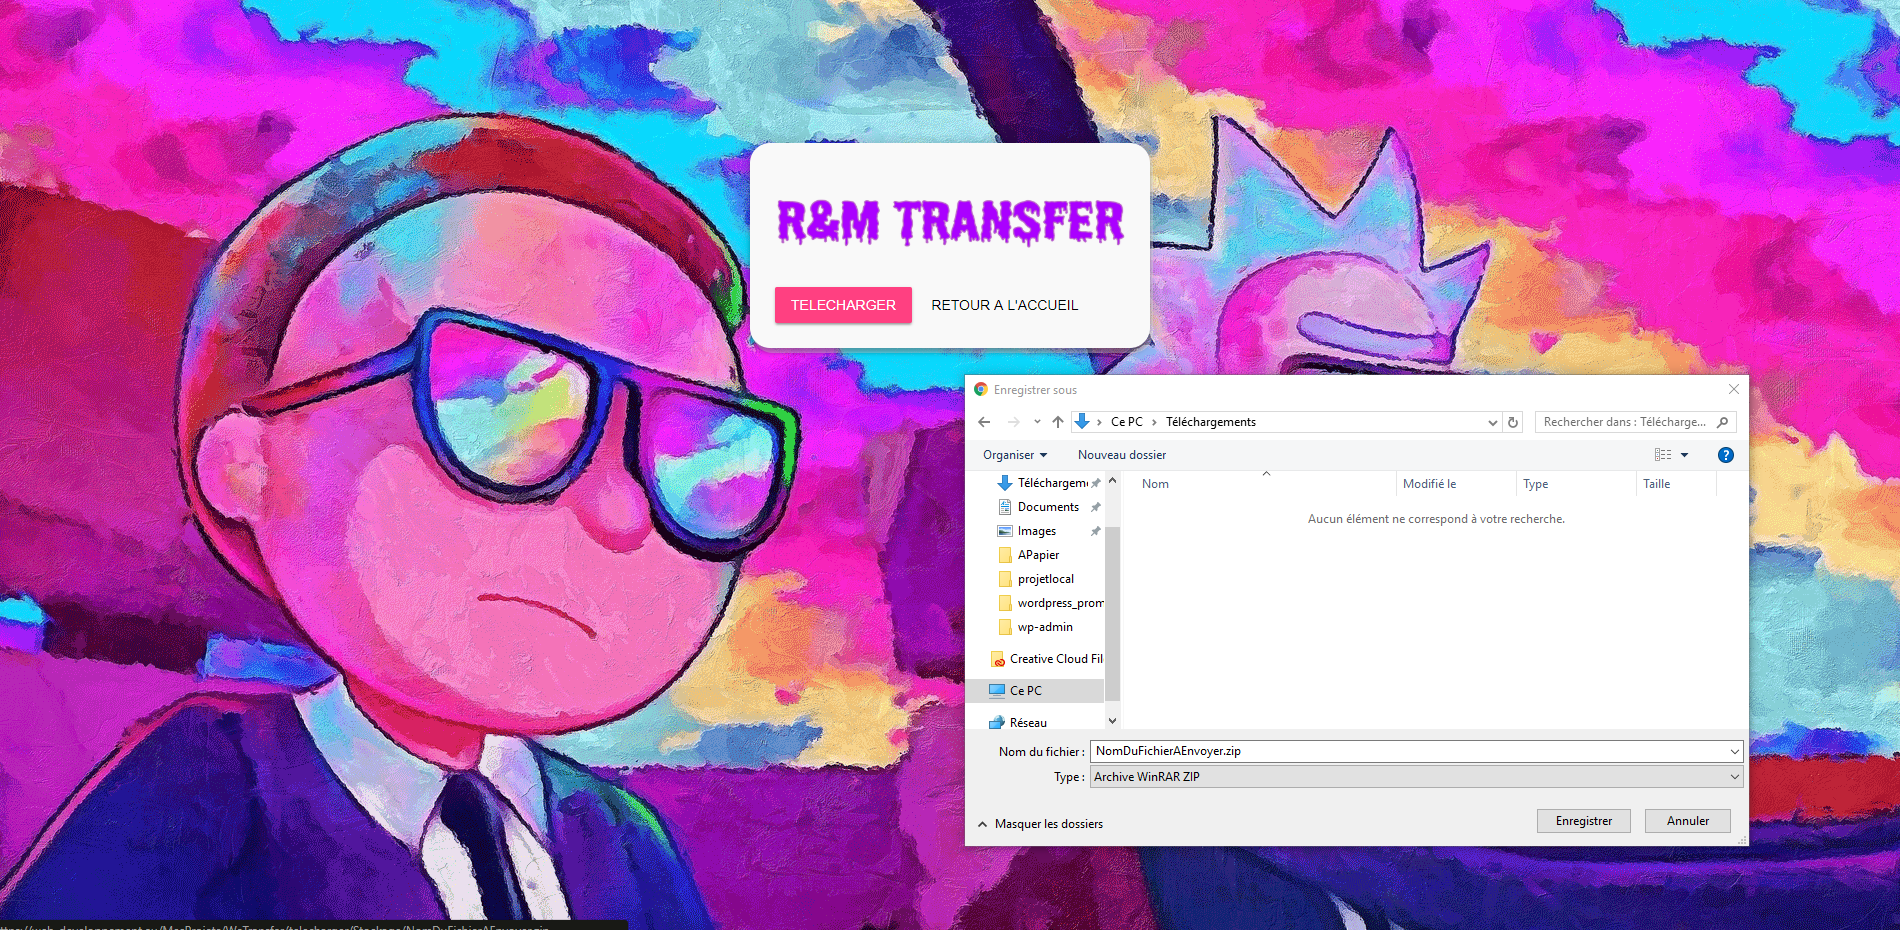 R&M TRANSFER
TELECHARGER RETOUR A L'ACCUEIL
Enregistrer sous
Ce PC Téléchargements
Rechercher dans : Télécharge...
Organiser Nouveau dossier
Nom Modifié le Type Taille
Aucun élément ne correspond à votre recherche.
Téléchargem
Documents
Images
APapier
projetlocal
wordpress_prom
wp-admin
Creative Cloud Fil
Ce PC
Réseau
Nom du fichier : NomDuFichierAEnvoyer.zip
Type : Archive WinRAR ZIP
Masquer les dossiers
Enregistrer Annuler